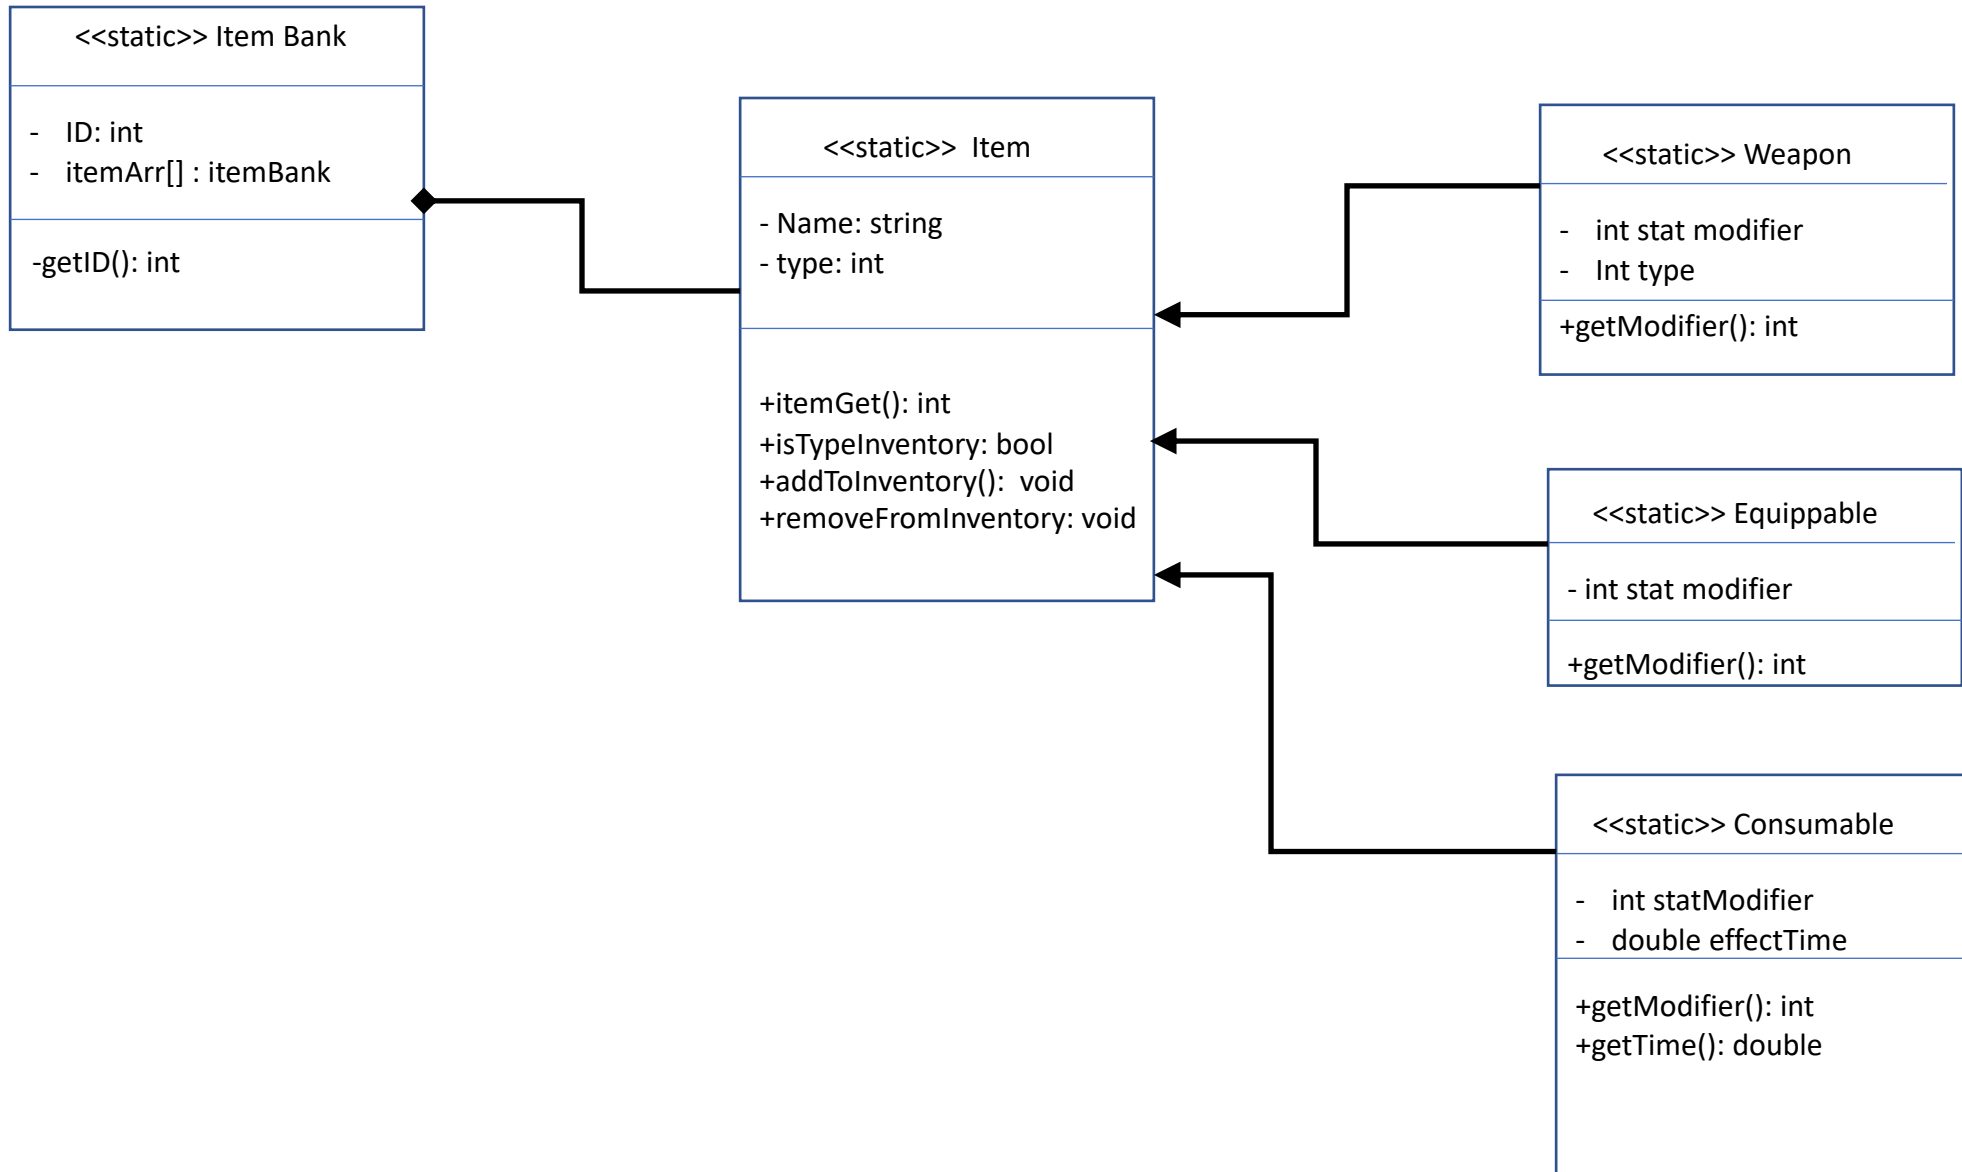 <<static>> Item Bank
- ID: int
- itemArr[] : itemBank
-getID(): int
<<static>> Item
- Name: string
- type: int
+itemGet(): int
+isTypeInventory: bool
+addToInventory(): void
+removeFromInventory: void
<<static>> Weapon
- int stat modifier
- Int type
+getModifier(): int
<<static>> Equippable
- int stat modifier
+getModifier(): int
<<static>> Consumable
- int statModifier
- double effectTime
+getModifier(): int
+getTime(): double